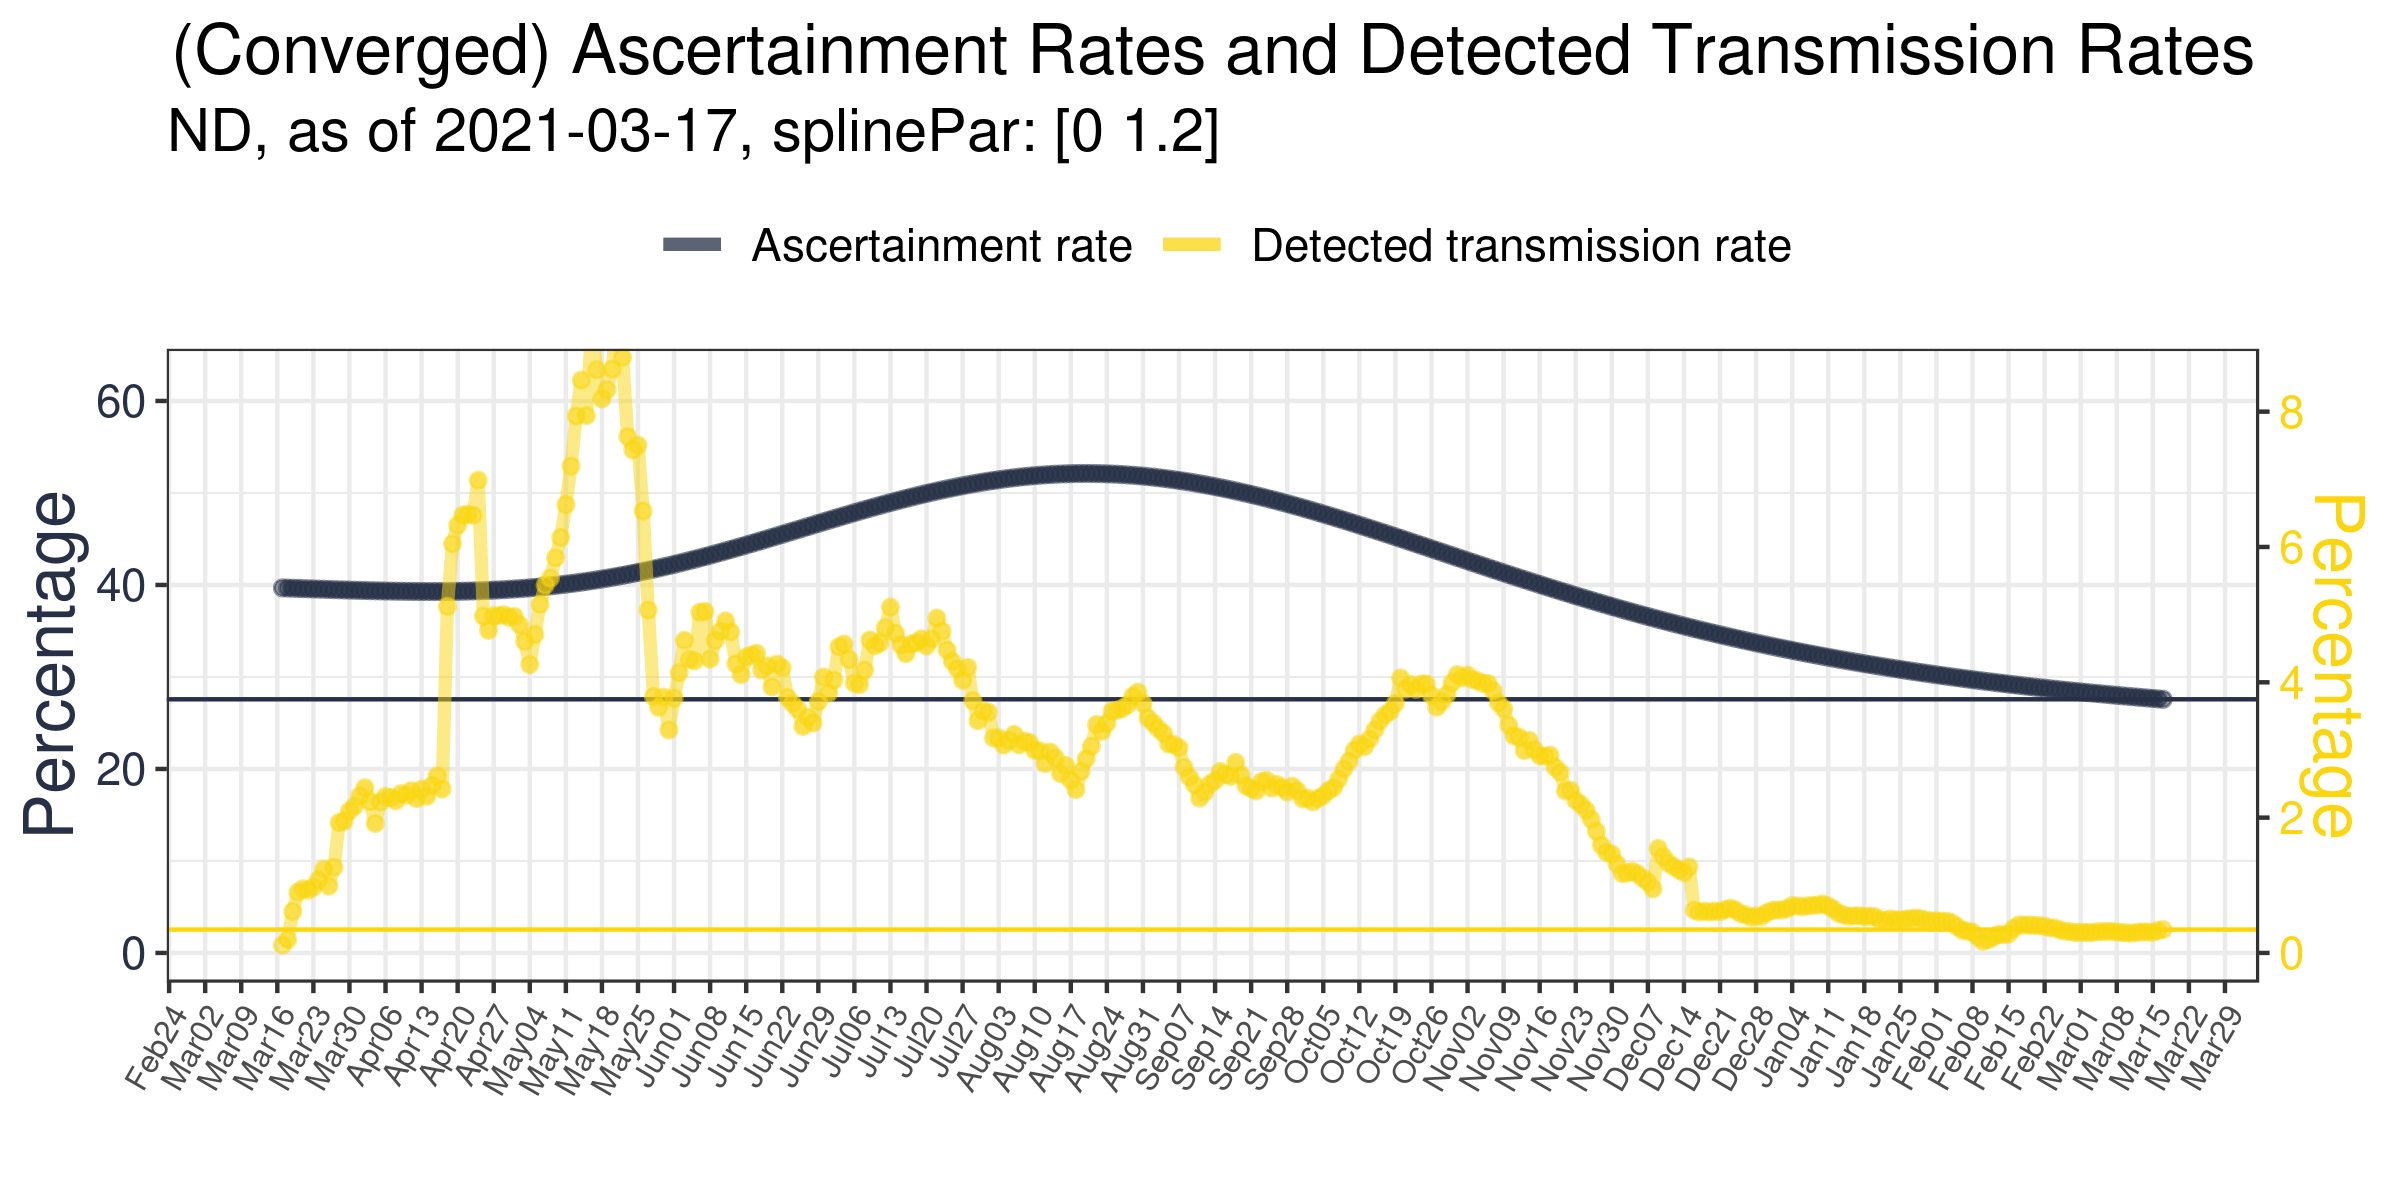 (Converged) Ascertainment Rates and Detected Transmission Rates
ND, as of 2021-03-17, splinePar: [0 1.2]
Ascertainment rate Detected transmission rate
Percentage
60
40
20
0
8
6
4
2
0
Percentage
Feb24 Mar02 Mar09 Mar16 Mar23 Mar30 Apr06 Apr13 Apr20 Apr27 May04 May11 May18 May25 Jun01 Jun08 Jun15 Jun22 Jun29 Jul06 Jul13 Jul20 Jul27 Aug03 Aug10 Aug17 Aug24 Aug31 Sep07 Sep14 Sep21 Sep28 Oct05 Oct12 Oct19 Oct26 Nov02 Nov09 Nov16 Nov23 Nov30 Dec07 Dec14 Dec21 Dec28 Jan04 Jan11 Jan18 Jan25 Feb01 Feb08 Feb15 Feb22 Mar01 Mar08 Mar15 Mar22 Mar29